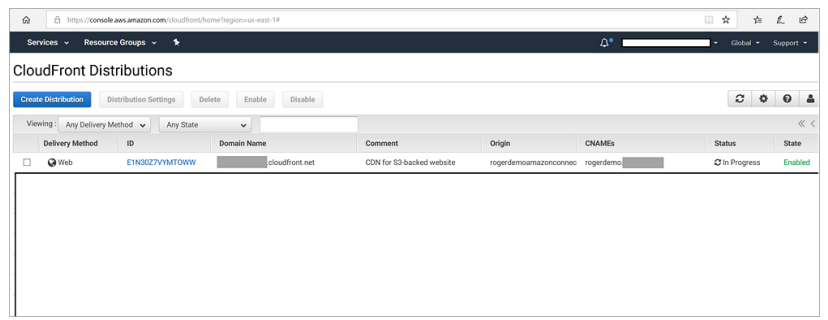 https://console.aws.amazon.com/cloudfront/home?region=us-east-1#
Services Resource Groups Global Support
CloudFront Distributions
Create Distribution Distribution Settings Delete Enable Disable
Viewing : Any Delivery Method Any State
Delivery Method ID Domain Name Comment Origin CNAMEs Status State
Web E1N30Z7VYMTOWW .cloudfront.net CDN for S3-backed website rogerdemoamazonconnec rogerdemo. In Progress Enabled